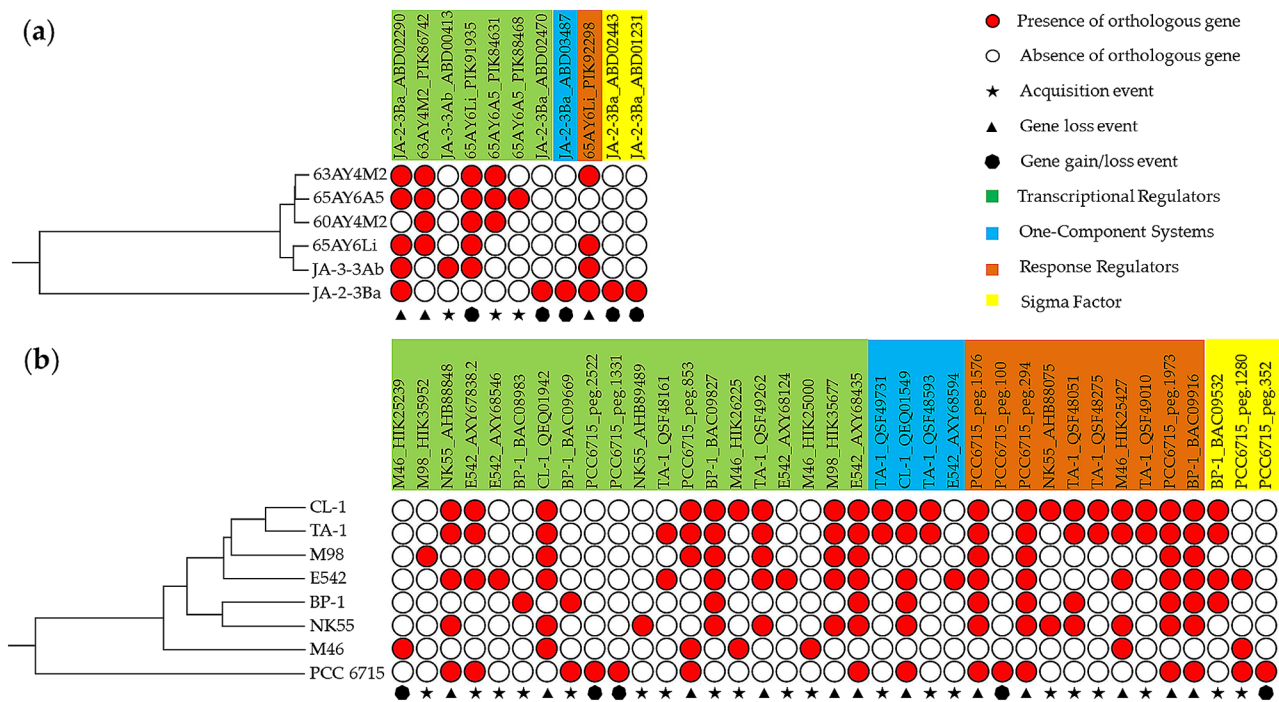 (a)
JA-2-3Ba_ABD02290
63AY4M2_PIK86742
JA-3-3Ab_ABD00413
65AY6Li_PIK91935
65AY6A5_PIK84631
65AY6A5_PIK88468
JA-2-3Ba_ABD02470
JA-2-3Ba_ABD03487
65AY6Li_PIK92298
JA-2-3Ba_ABD02443
JA-2-3Ba_ABD01231
63AY4M2
65AY6A5
60AY4M2
65AY6Li
JA-3-3Ab
JA-2-3Ba
Presence of orthologous gene
Absence of orthologous gene
Acquisition event
Gene loss event
Gene gain/loss event
Transcriptional Regulators
One-Component Systems
Response Regulators
Sigma Factor
(b)
M46_HIK25239
M98_HIK35952
NK55_AHB88848
E542_AXY67838.2
E542_AXY68546
BP-1_BAC08983
CL-1_QEQ01942
BP-1_BAC09669
PCC6715_peg.2522
PCC6715_peg.1331
NK55_AHB89489
TA-1_QSF48161
PCC6715_peg.853
BP-1_BAC09827
M46_HIK26225
TA-1_QSF49262
E542_AXY68124
M46_HIK25000
M98_HIK35677
E542_AXY68435
TA-1_QSF49731
CL-1_QEQ01549
TA-1_QSF48593
E542_AXY68594
PCC6715_peg.1576
PCC6715_peg.100
PCC6715_peg.294
NK55_AHB88075
TA-1_QSF48051
TA-1_QSF48275
M46_HIK25427
TA-1_QSF49010
PCC6715_peg.1973
BP-1_BAC09916
BP-1_BAC09532
PCC6715_peg.1280
PCC6715_peg.352
CL-1
TA-1
M98
E542
BP-1
NK55
M46
PCC 6715